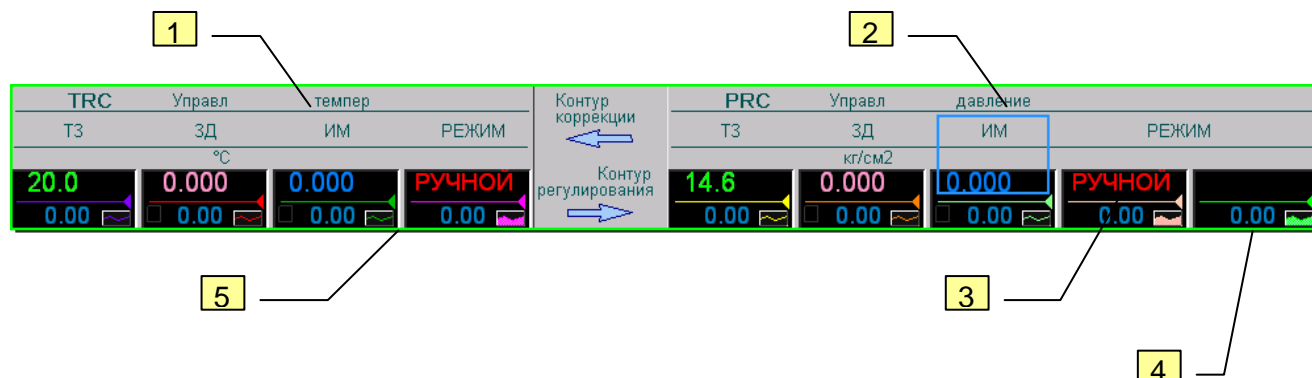 1
2
TRC Управл темпер
Контур коррекции
PRC Управл давление
ТЗ ЗД ИМ РЕЖИМ
ТЗ ЗД ИМ РЕЖИМ
°C
кг/см2
20.0 0.000 0.000 РУЧНОЙ
Контур регулирования
14.6 0.000 0.000 РУЧНОЙ
0.00 0.00 0.00 0.00
0.00 0.00 0.00 0.00 0.00
5
3
4